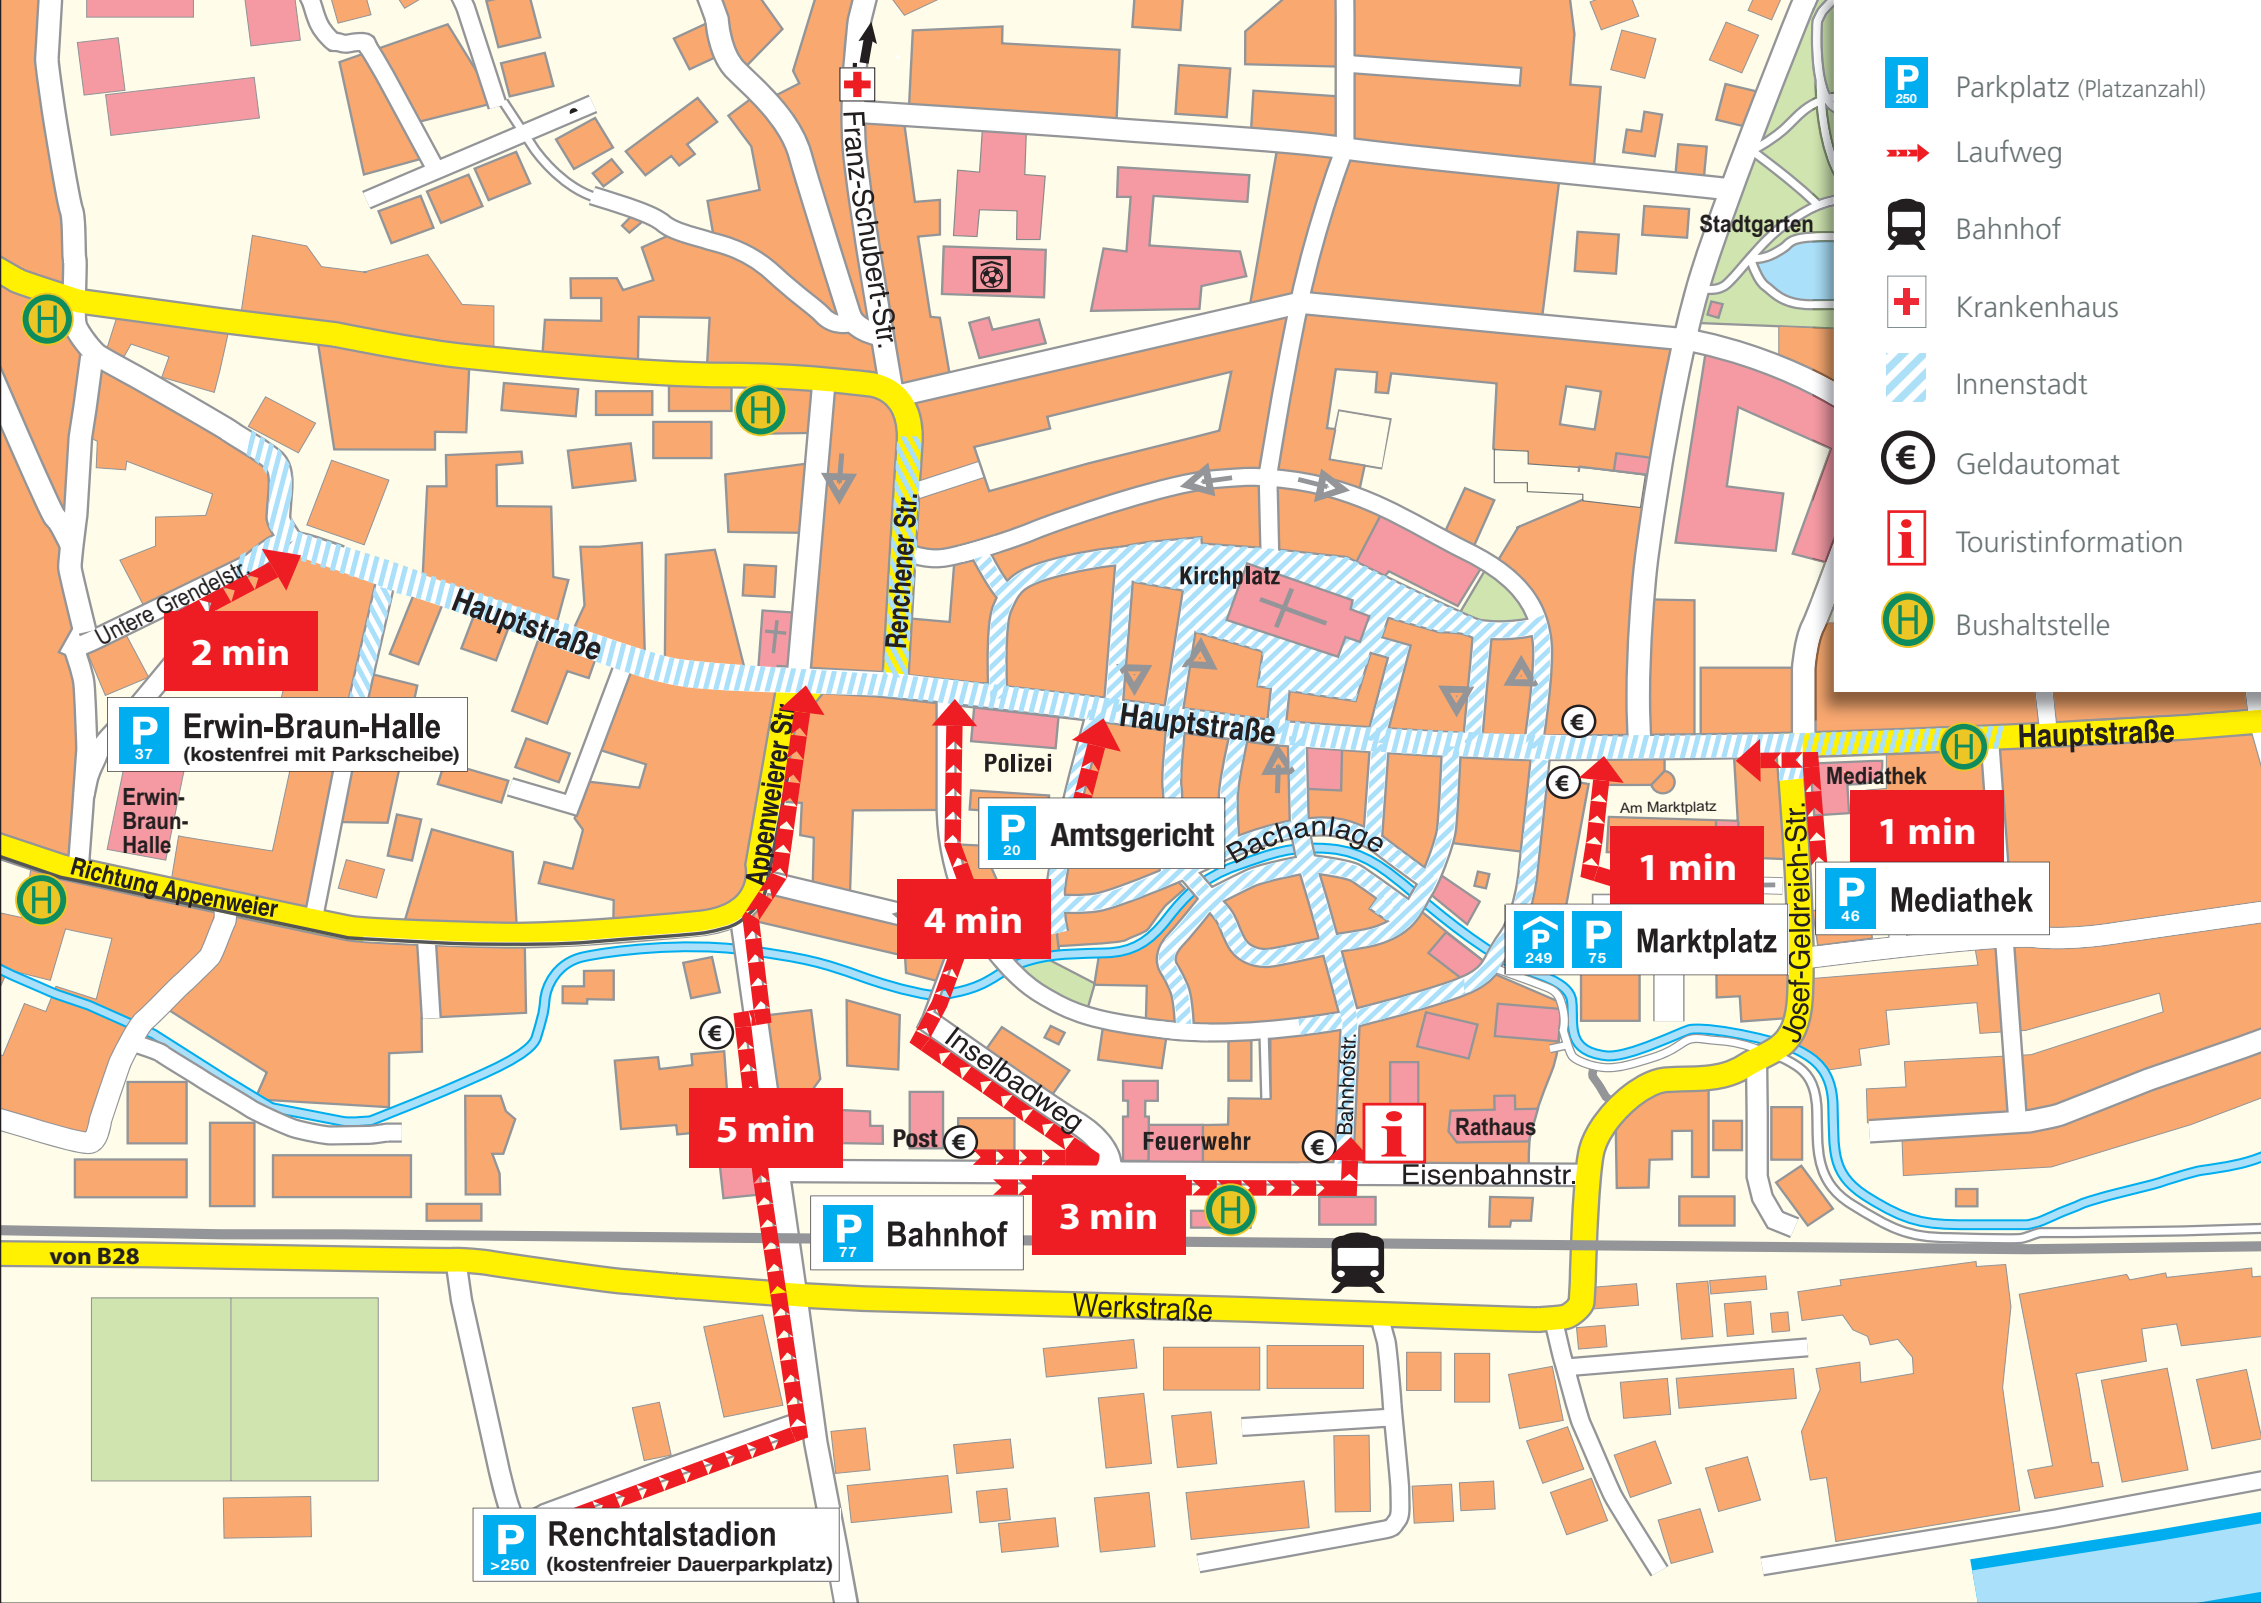 P
250
Parkplatz (Platzanzahl)
Laufweg
Bahnhof
Krankenhaus
Innenstadt
€
Geldautomat
i
Touristinformation
H
Bushaltstelle
Franz-Schubert-Str.
Stadtgarten
H
H
Renchener Str.
Kirchplatz
Untere Grendelstr.
Hauptstraße
2 min
P
37
Erwin-Braun-Halle
(kostenfrei mit Parkscheibe)
Erwin-
Braun-
Halle
Appenweierer Str.
Polizei
Hauptstraße
€
€
H
Hauptstraße
Mediathek
Am Marktplatz
P
20
Amtsgericht
Bachanlage
1 min
1 min
H
Richtung Appenweier
4 min
P
249
P
75
Marktplatz
Josef-Geldreich-Str.
P
46
Mediathek
€
Inselbadweg
Bahnhofstr.
5 min
Post
€
Feuerwehr
€
i
Rathaus
Eisenbahnstr.
P
77
Bahnhof
3 min
H
von B28
Werkstraße
P
>250
Renchtalstadion
(kostenfreier Dauerparkplatz)